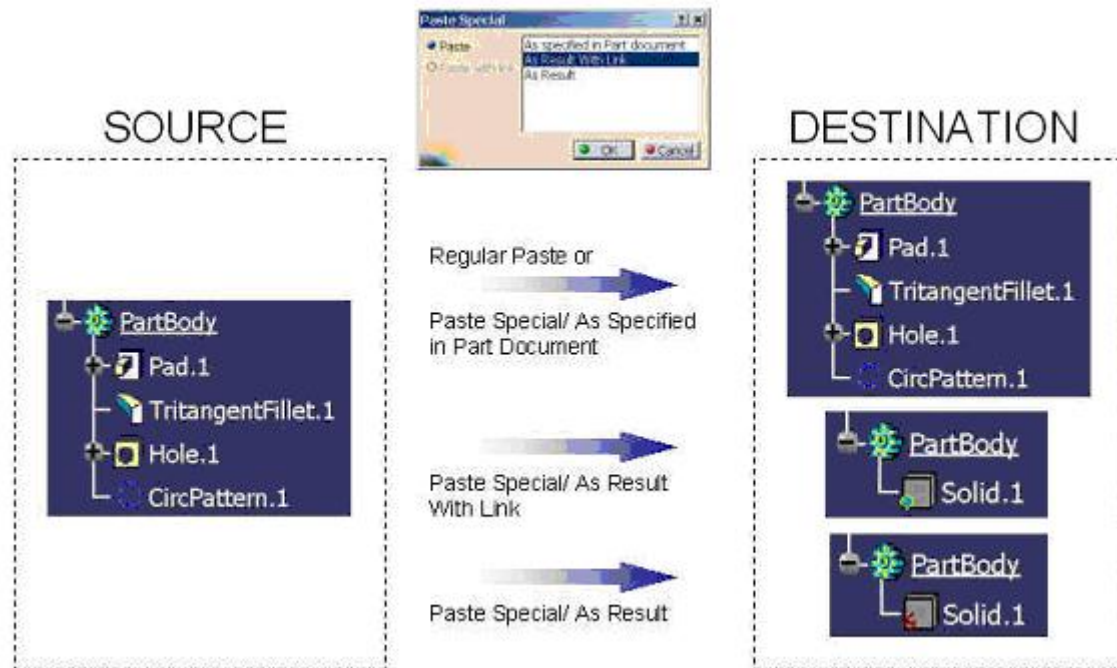 Paste Special
Paste
Paste with link
As specified in Part document
As Result With Link
As Result
OK
Cancel
SOURCE
DESTINATION
PartBody
Pad.1
TritangentFillet.1
Hole.1
CircPattern.1
Regular Paste or
Paste Special/ As Specified
in Part Document
Paste Special/ As Result
With Link
Paste Special/ As Result
PartBody
Pad.1
TritangentFillet.1
Hole.1
CircPattern.1
PartBody
Solid.1
PartBody
Solid.1